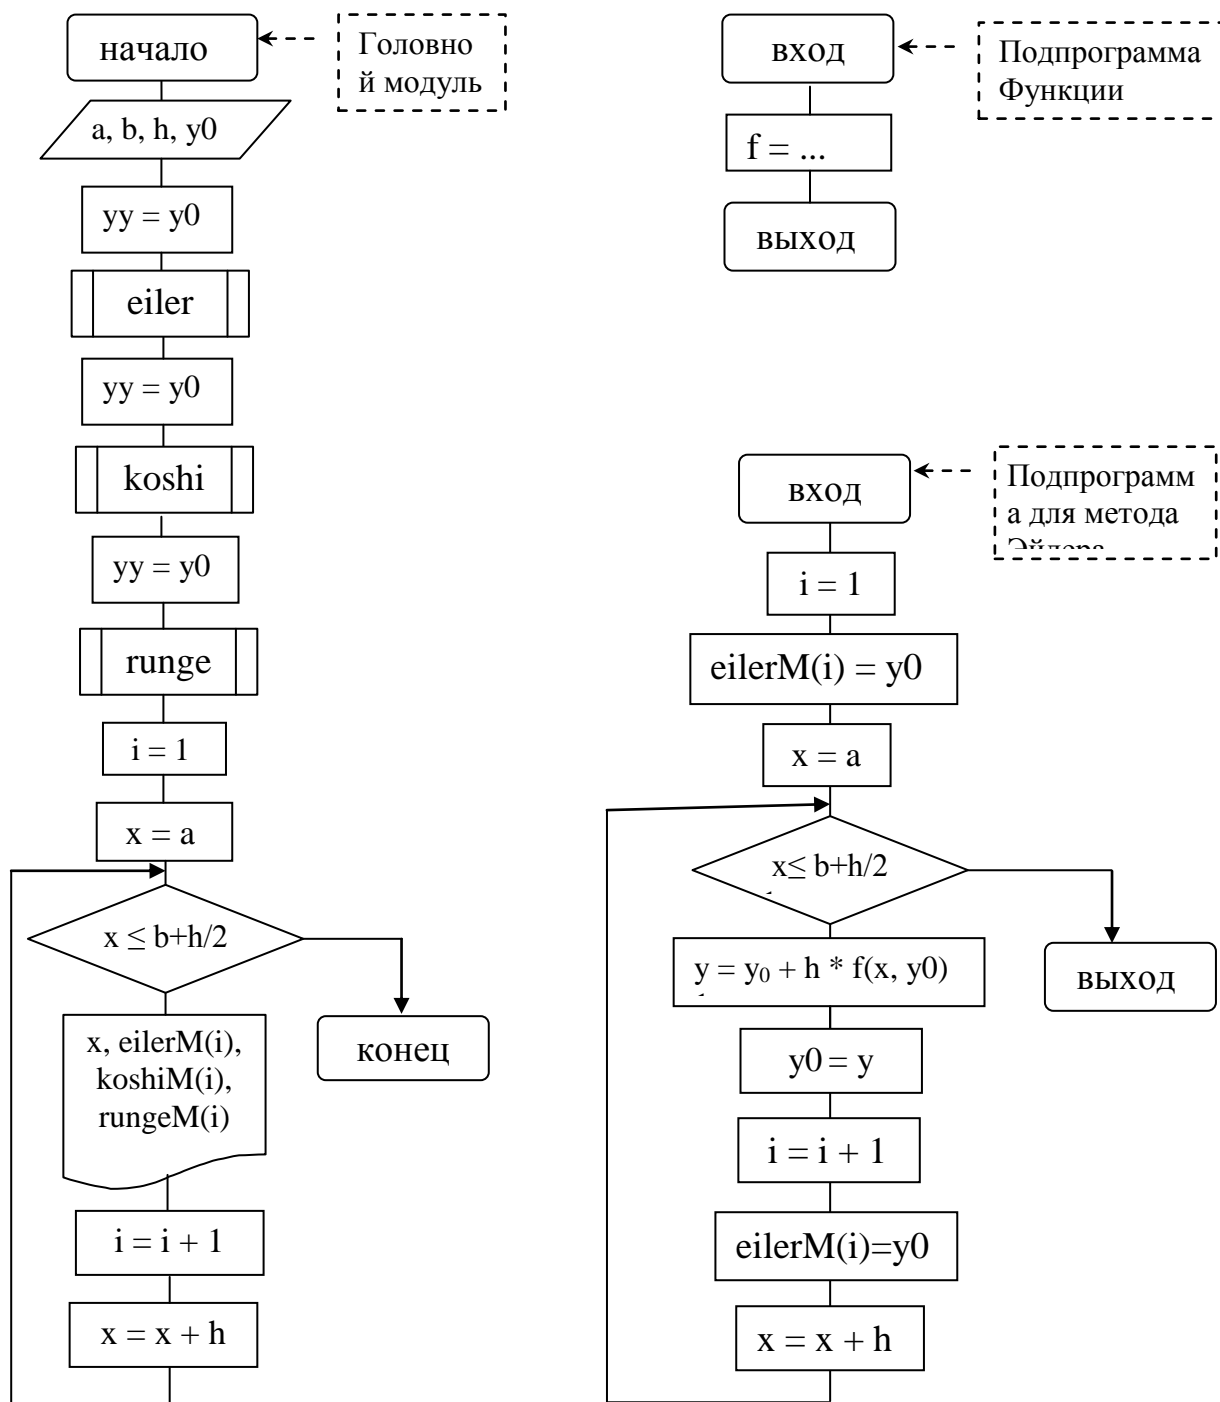 начало
Головно
й модуль
a, b, h, y0
yy = y0
eiler
yy = y0
koshi
yy = y0
runge
i = 1
x = a
x ≤ b+h/2
x, eilerM(i),
koshiM(i),
rungeM(i)
конец
i = i + 1
x = x + h
вход
Подпрограмма
Функции
f = ...
выход
вход
Подпрограмм
а для метода
Эйлера
i = 1
eilerM(i) = y0
x = a
x≤ b+h/2
y = y₀ + h * f(x, y0)
выход
y0 = y
i = i + 1
eilerM(i)=y0
x = x + h